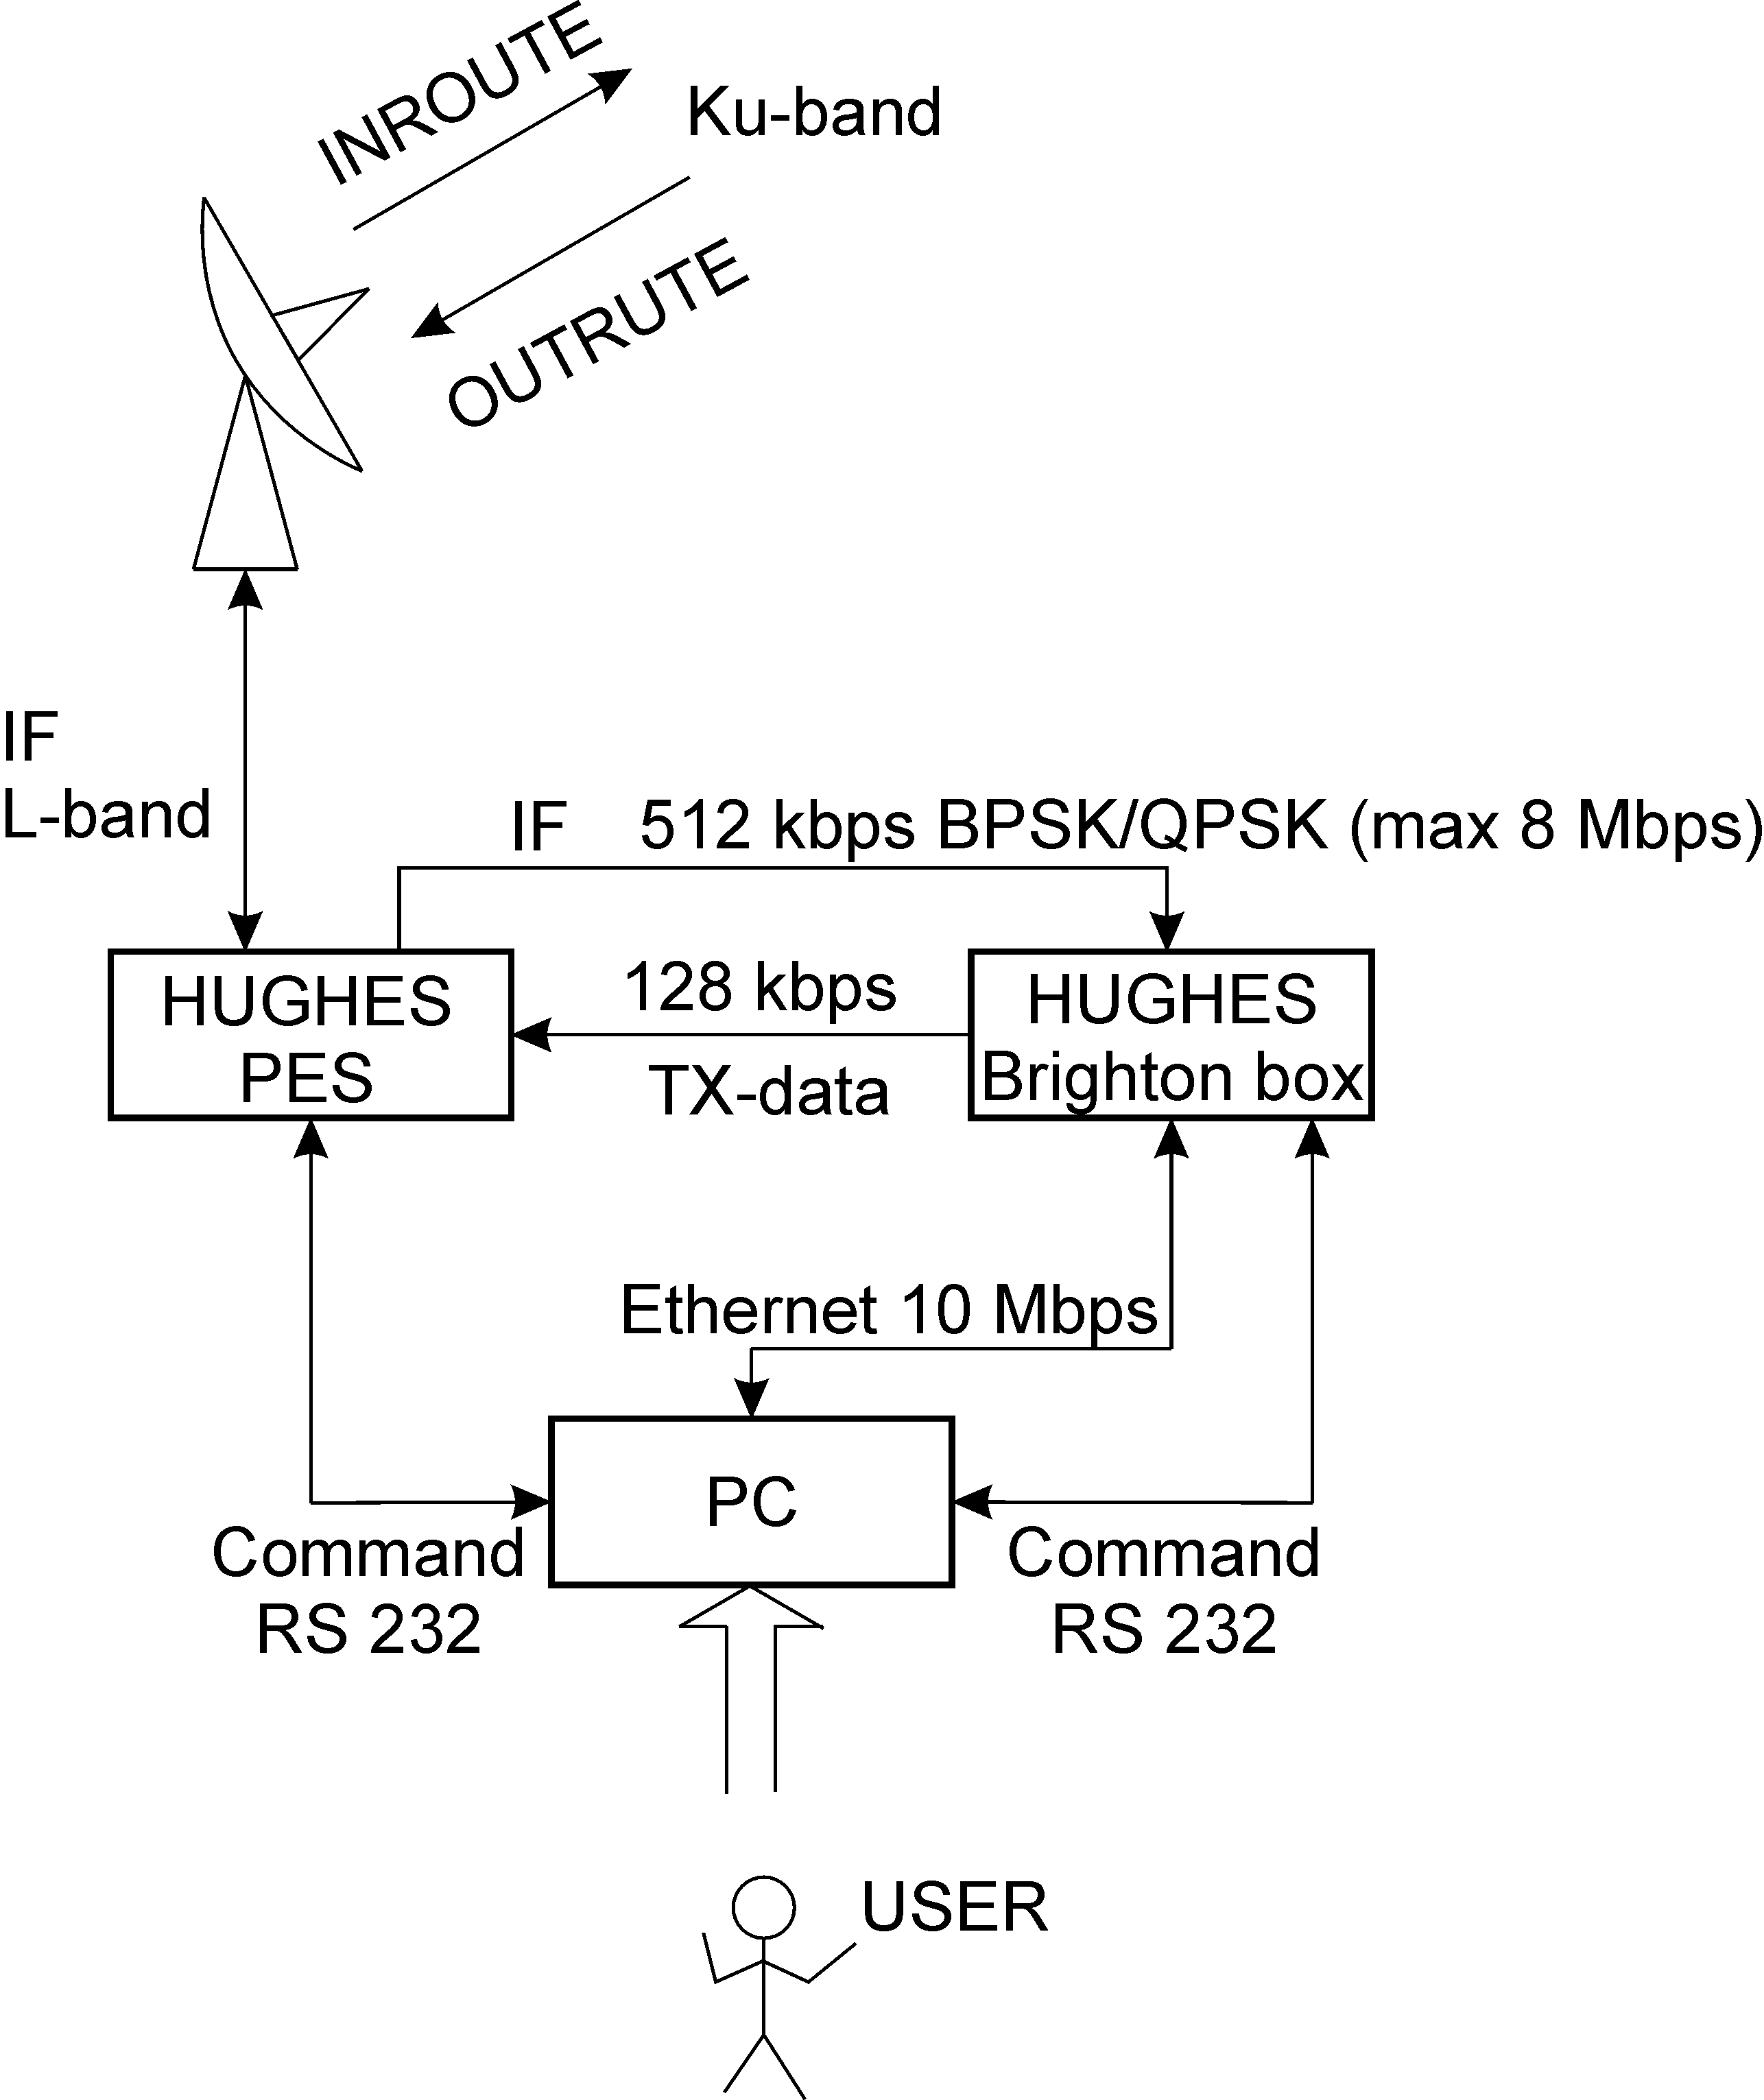 INROUTE
Ku-band
OUTRUTE
IF
L-band
IF 512 kbps BPSK/QPSK (max 8 Mbps)
HUGHES
PES
128 kbps
TX-data
HUGHES
Brighton box
Ethernet 10 Mbps
PC
Command
RS 232
Command
RS 232
USER